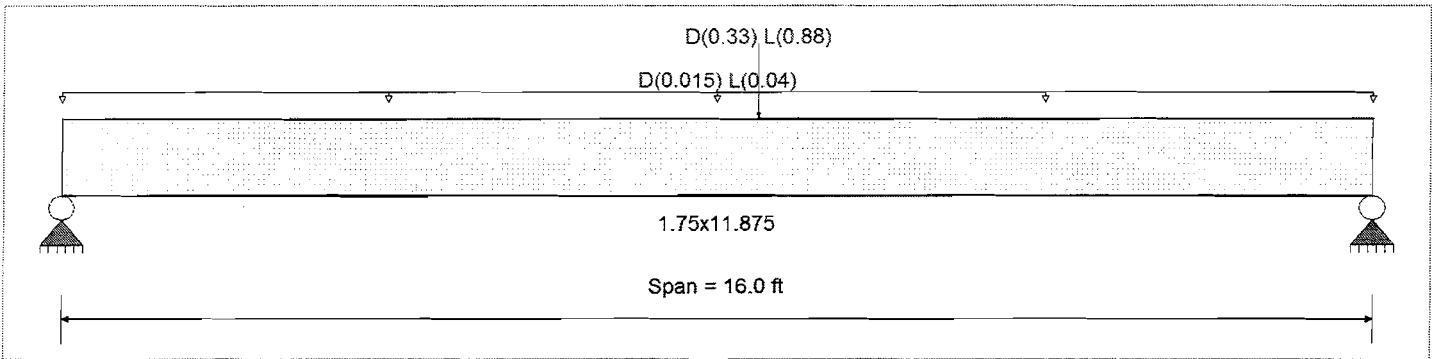 D(0.33) L(0.88)
D(0.015) L(0.04)
1.75x11.875
Span = 16.0 ft